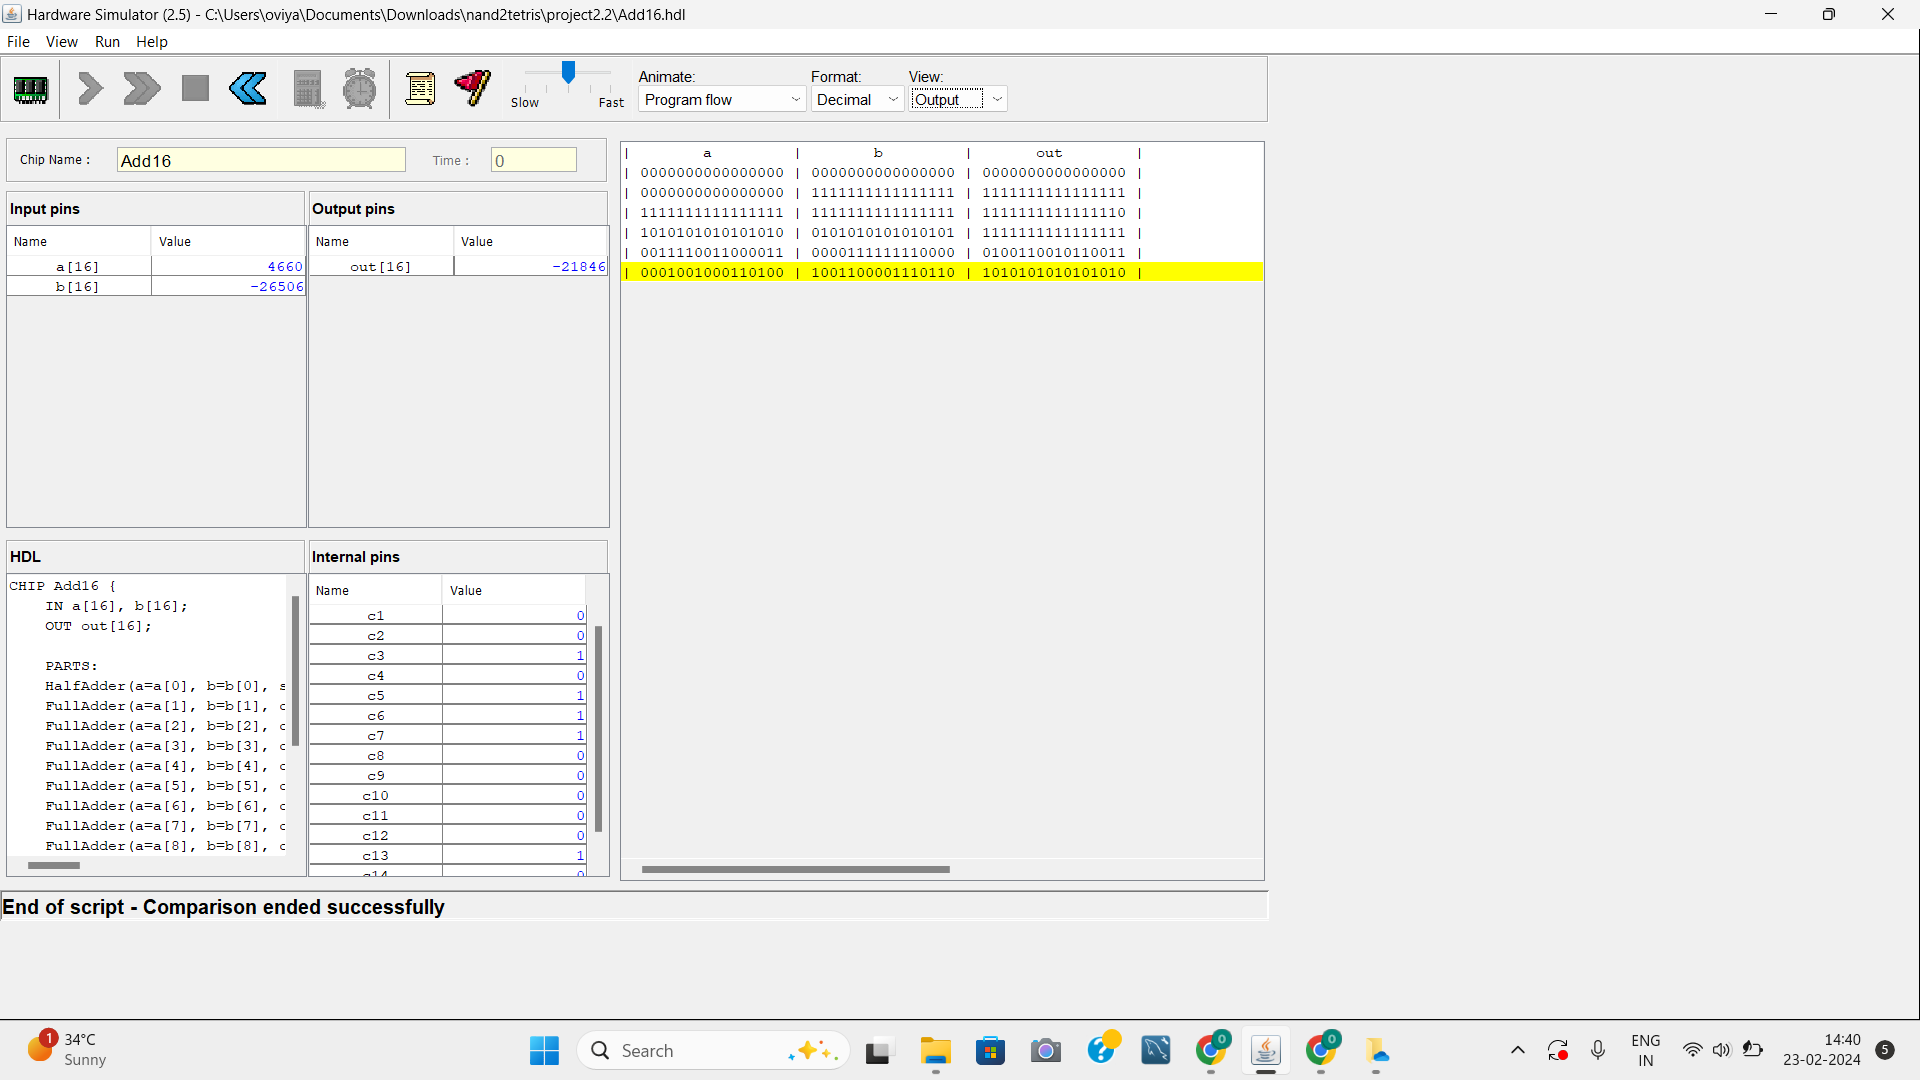 Hardware Simulator (2.5) - C:\Users\oviya\Documents\Downloads\nand2tetris\project2.2\Add16.hdl
File View Run Help
Slow Fast
Animate: Format: View:
Program flow Decimal Output
Chip Name : Add16 Time : 0
Input pins
Name Value
a[16] 4660
b[16] -26506
Output pins
Name Value
out[16] -21846
| a | b | out |
| 0000000000000000 | 0000000000000000 | 0000000000000000 |
| 0000000000000000 | 1111111111111111 | 1111111111111111 |
| 1111111111111111 | 1111111111111111 | 1111111111111110 |
| 1010101010101010 | 0101010101010101 | 1111111111111111 |
| 0011110011000011 | 0000111111110000 | 0100110010110011 |
| 0001001000110100 | 1001100001110110 | 1010101010101010 |
HDL
CHIP Add16 {
IN a[16], b[16];
OUT out[16];
PARTS:
HalfAdder(a=a[0], b=b[0], s
FullAdder(a=a[1], b=b[1], c
FullAdder(a=a[2], b=b[2], c
FullAdder(a=a[3], b=b[3], c
FullAdder(a=a[4], b=b[4], c
FullAdder(a=a[5], b=b[5], c
FullAdder(a=a[6], b=b[6], c
FullAdder(a=a[7], b=b[7], c
FullAdder(a=a[8], b=b[8], c
Internal pins
Name Value
c1 0
c2 0
c3 1
c4 0
c5 1
c6 1
c7 1
c8 0
c9 0
c10 0
c11 0
c12 0
c13 1
c14 0
End of script - Comparison ended successfully
1
34°C
Sunny
Search
0
0
ENG
IN
14:40
23-02-2024
5